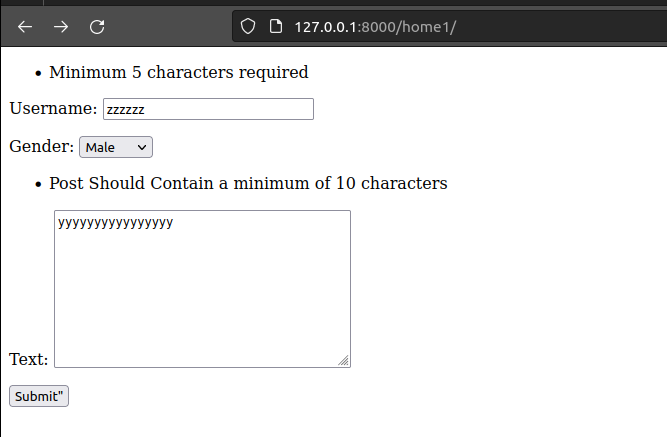 127.0.0.1:8000/home1/
• Minimum 5 characters required
Username: zzzzzz
Gender: Male
• Post Should Contain a minimum of 10 characters
yyyyyyyyyyyyyyyy
Text:
Submit"